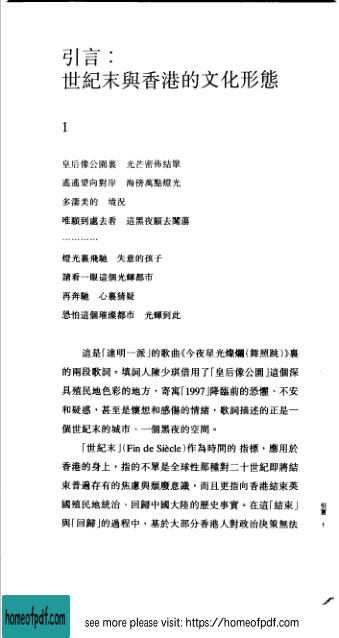 引言：
世紀末與香港的文化形態
1
皇后像公園裏　光芒密佈結聚
遙遙望向對岸　海傍萬點燈光
多淒美的　境況
唯願到處去看　這黑夜願去闖蕩
…………
燈光裏飛馳　失意的孩子
請看一眼這個光輝都市
再奔馳　心裏猜疑
恐怕這個璀璨都市　光輝到此
這是「達明一派」的歌曲《今夜星光燦爛(舞照跳)》裏
的兩段歌詞。填詞人陳少琪借用了「皇后像公園」這個深
具殖民地色彩的地方，寄寓「1997」降臨前的恐懼、不安
和疑惑，甚至是懷想和感傷的情緒，歌詞描述的正是一
個世紀末的城市、一個黑夜的空間。
「世紀末」(Fin de Siècle)作為時間的 指標，應用於
香港的身上，指的不單是全球性那種對二十世紀即將結
束普遍存有的焦慮與頹廢意識，而且更指向香港結束英
國殖民地統治、回歸中國大陸的歷史事實。在這「結束」
與「回歸」的過程中，基於大部分香港人對政治決策無法
引言
1
homeofpdf.com
see more please visit: https://homeofpdf.com